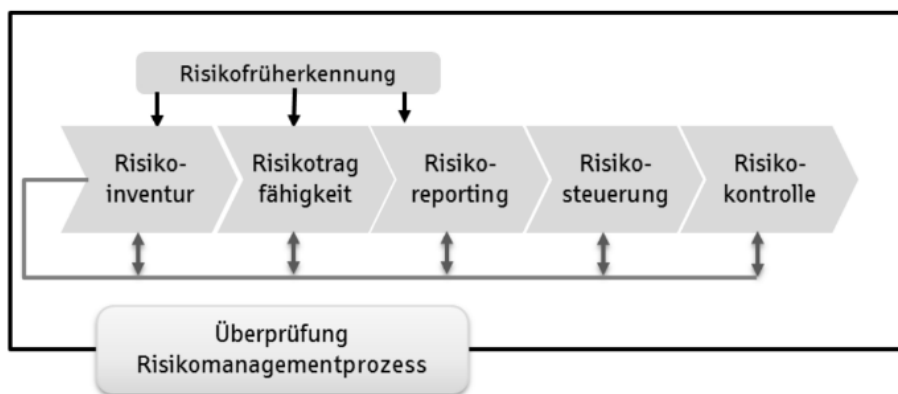 Risikofrüherkennung
Risiko-
inventur
Risikotrag
fähigkeit
Risiko-
reporting
Risiko-
steuerung
Risiko-
kontrolle
Überprüfung
Risikomanagementprozess